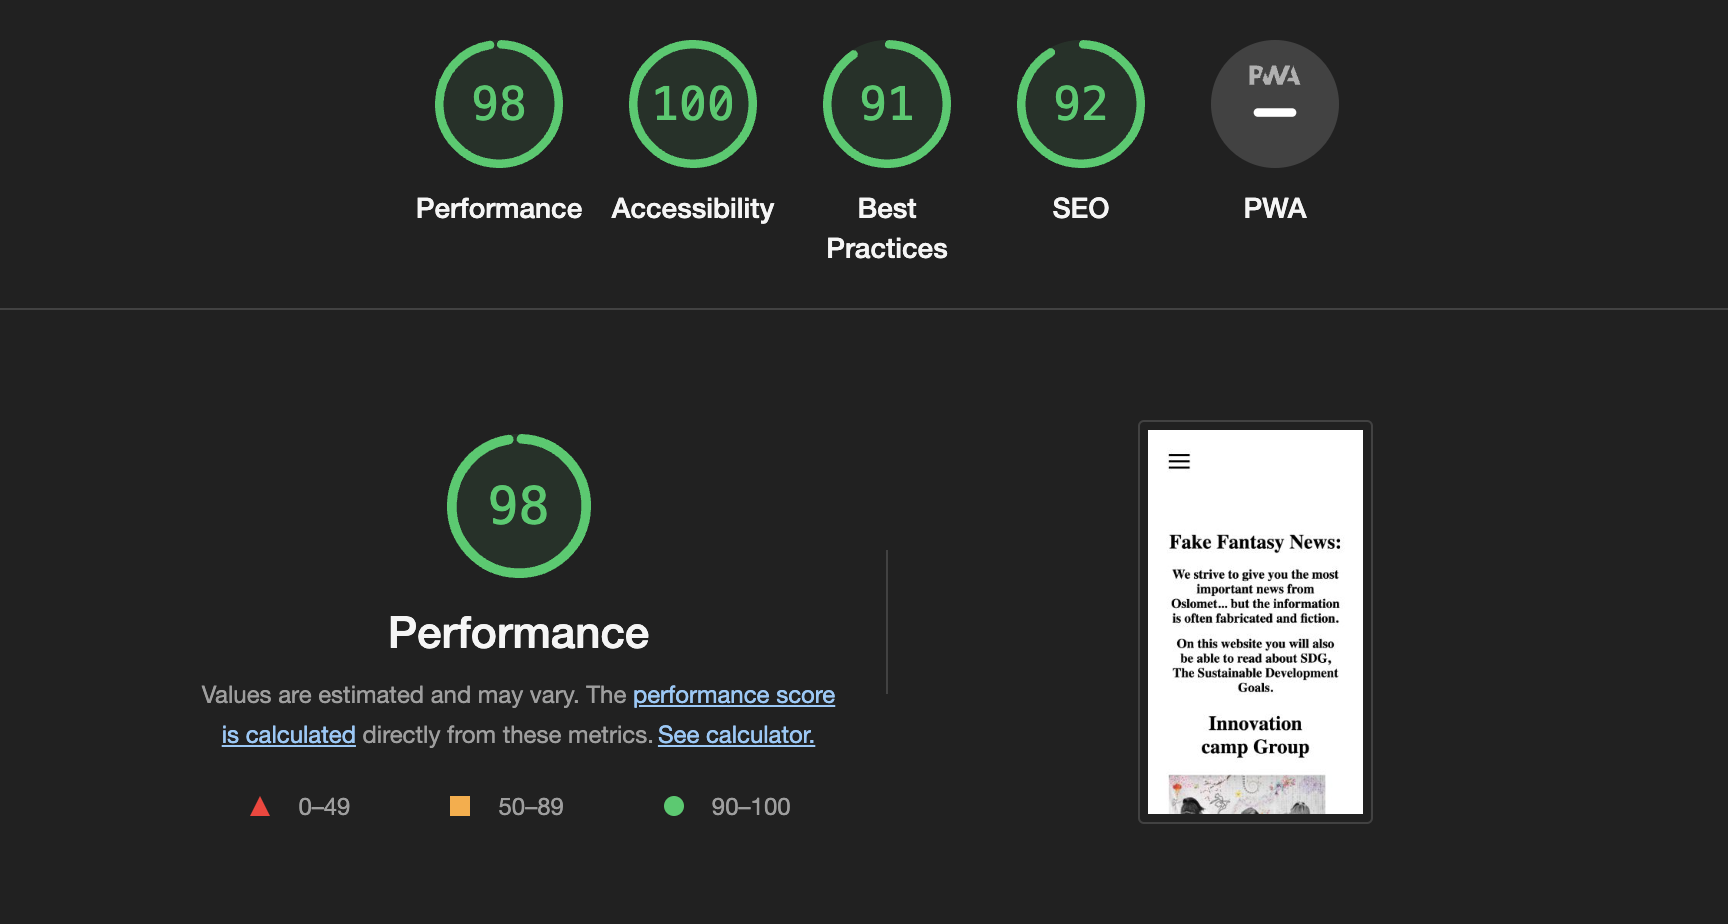 98
100
91
92
PWA
Performance
Accessibility
Best
Practices
SEO
PWA
98
Performance
Values are estimated and may vary. The performance score
is calculated directly from these metrics. See calculator.
0–49
50–89
90–100
Fake Fantasy News:
We strive to give you the most
important news from
Oslomet... but the information
is often fabricated and fiction.
On this website you will also
be able to read about SDG,
The Sustainable Development
Goals.
Innovation
camp Group